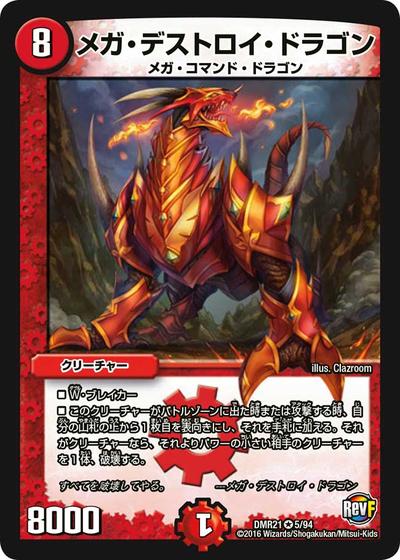 8
メガ・デストロイ・ドラゴン
メガ・コマンド・ドラゴン
illus. Clazroom
クリーチャー
■W・ブレイカー
■このクリーチャーがバトルゾーンに出た時または攻撃する時、自
分の山札の上から1枚目を表向きにし、それを手札に加える。それ
がクリーチャーなら、それよりパワーの小さい相手のクリーチャー
を1体、破壊する。
すべてを破壊してやる。 ―メガ・デストロイ・ドラゴン
RevF
8000
1
DMR21 5/94
©2016 Wizards/Shogakukan/Mitsui-Kids